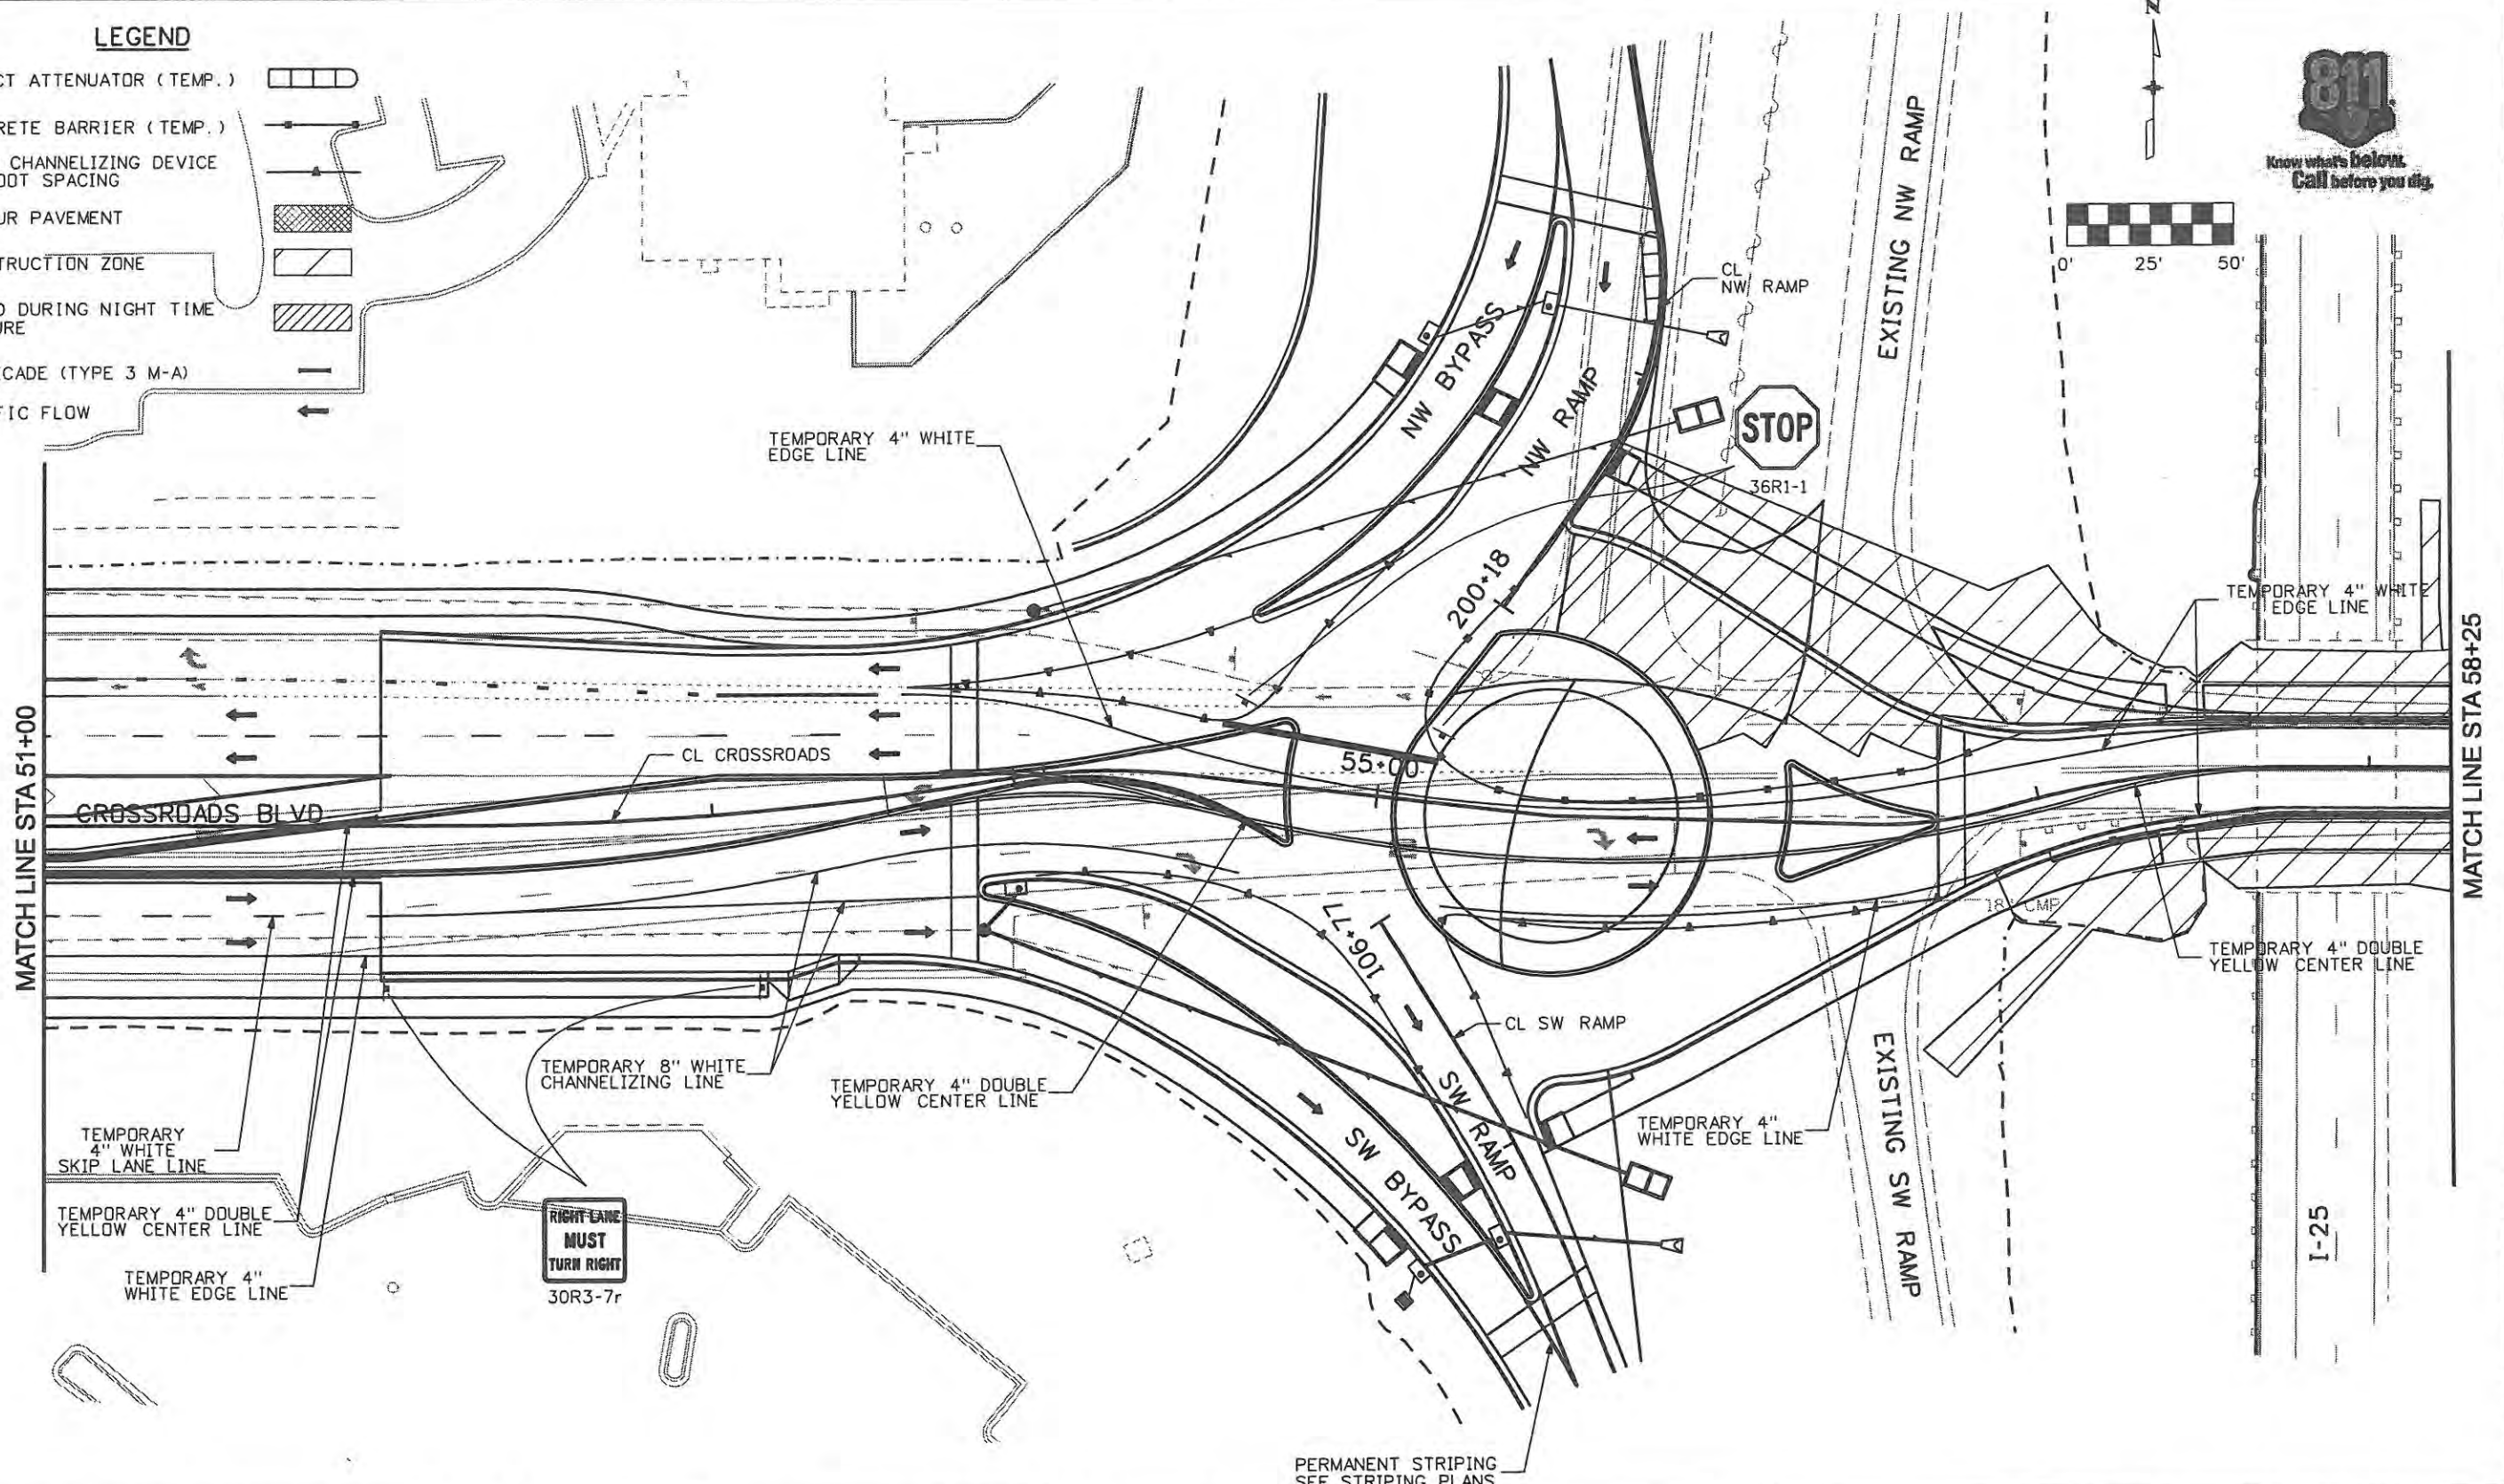 LEGEND
CT ATTENUATOR (TEMP.)
RETE BARRIER (TEMP.)
CHANNELIZING DEVICE
OOT SPACING
UR PAVEMENT
TRUCTION ZONE
D DURING NIGHT TIME
URE
CADE (TYPE 3 M-A)
FIC FLOW
N
811
Know what's below.
Call before you dig.
0' 25' 50'
EXISTING NW RAMP
CL
NW RAMP
NW BYPASS
NW RAMP
STOP
36R1-1
TEMPORARY 4" WHITE
EDGE LINE
200+18
TEMPORARY 4" WHITE
EDGE LINE
MATCH LINE STA 51+00
MATCH LINE STA 58+25
CL CROSSROADS
55+00
CROSSROADS BLVD
18" CMP
106+77
TEMPORARY 4" DOUBLE
YELLOW CENTER LINE
CL SW RAMP
TEMPORARY 8" WHITE
CHANNELIZING LINE
TEMPORARY 4" DOUBLE
YELLOW CENTER LINE
SW RAMP
SW BYPASS
TEMPORARY 4"
WHITE EDGE LINE
EXISTING SW RAMP
I-25
TEMPORARY
4" WHITE
SKIP LANE LINE
TEMPORARY 4" DOUBLE
YELLOW CENTER LINE
TEMPORARY 4"
WHITE EDGE LINE
RIGHT LANE
MUST
TURN RIGHT
30R3-7r
PERMANENT STRIPING
SEE STRIPING PLANS